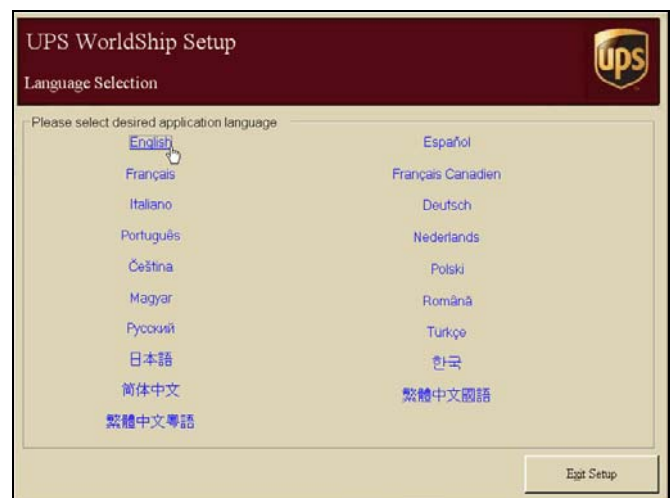 UPS WorldShip Setup
ups
Language Selection
Please select desired application language
English Español
Français Français Canadien
Italiano Deutsch
Português Nederlands
Čeština Polski
Magyar Română
Русский Türkçe
日本語 한국
简体中文 繁體中文國語
繁體中文粵語
Exit Setup